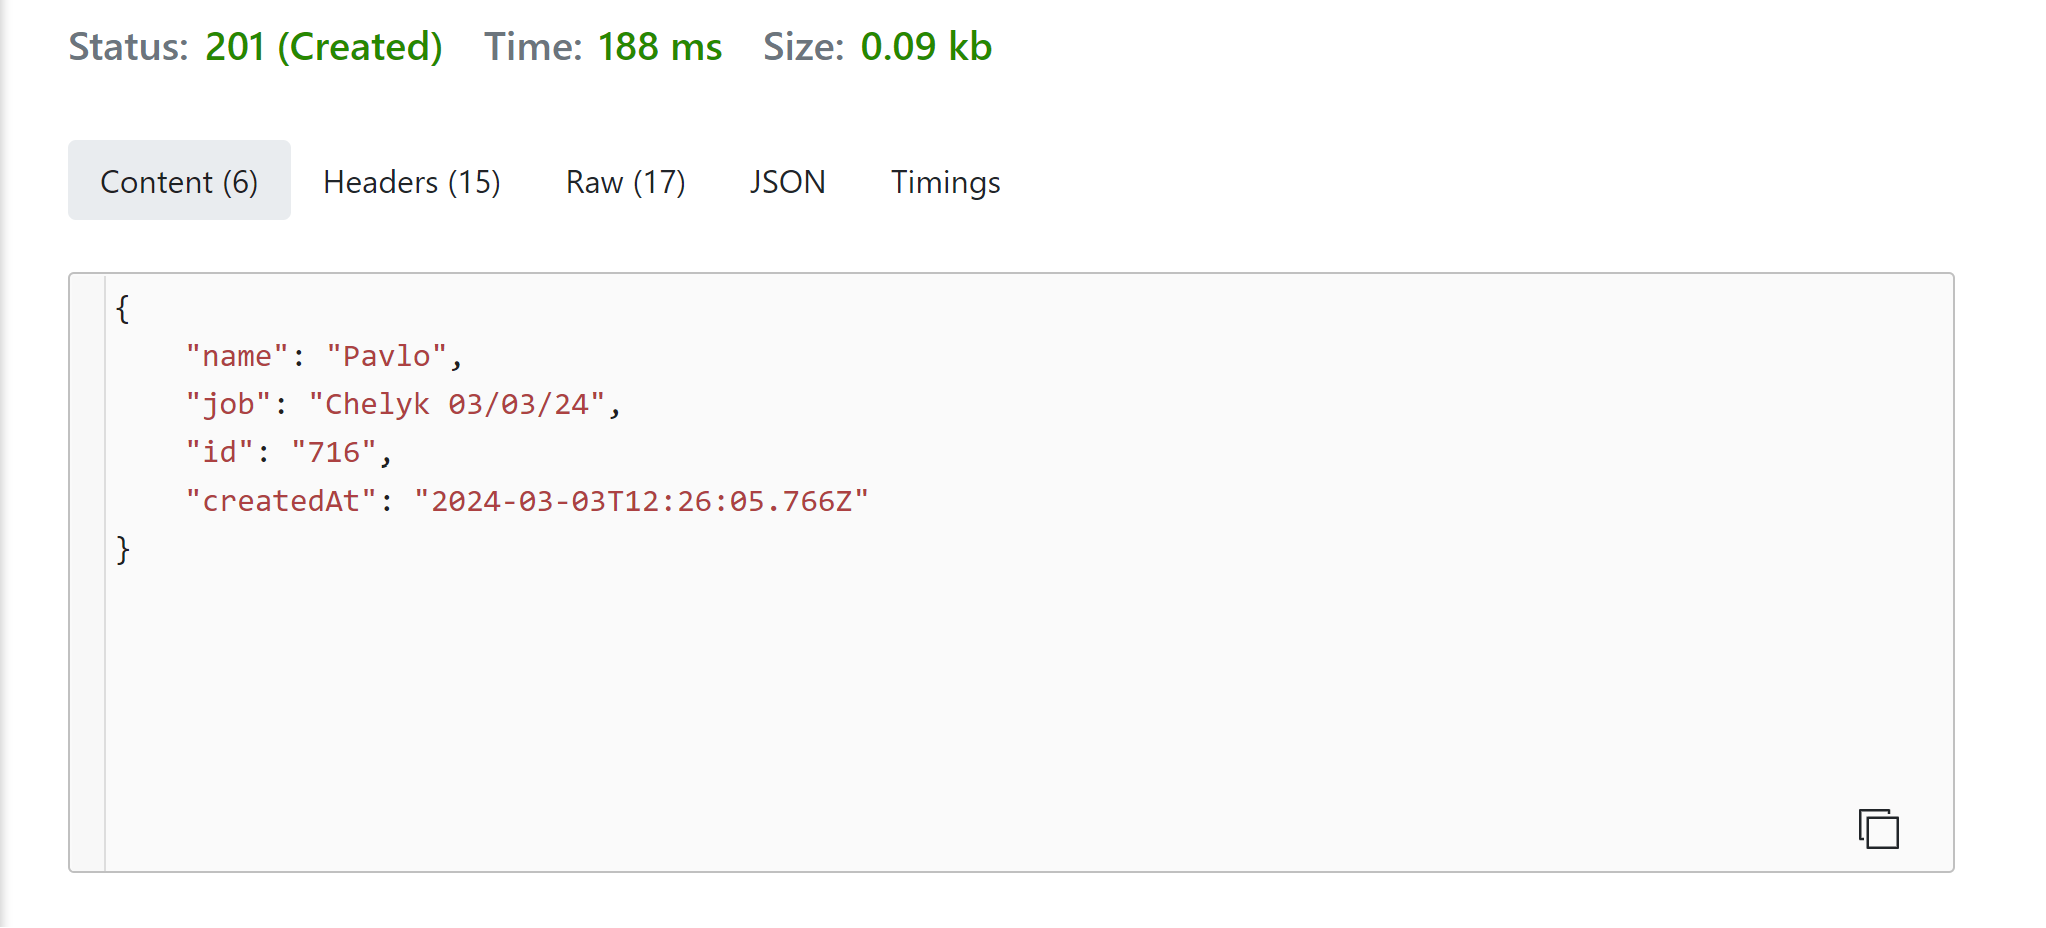 Status: 201 (Created) Time: 188 ms Size: 0.09 kb
Content (6) Headers (15) Raw (17) JSON Timings
{
"name": "Pavlo",
"job": "Chelyk 03/03/24",
"id": "716",
"createdAt": "2024-03-03T12:26:05.766Z"
}